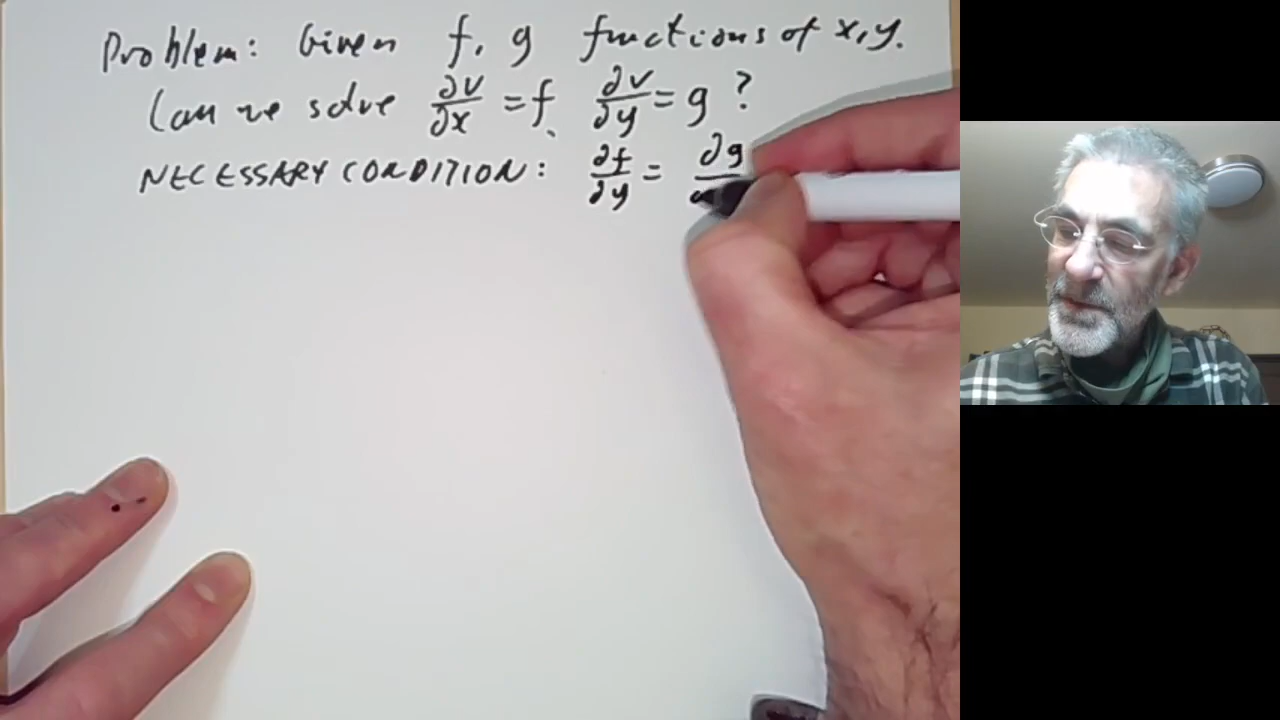 Problem: Given f, g functions of x, y.
Can we solve ∂V/∂x = f, ∂V/∂y = g ?
NECESSARY CONDITION: ∂f/∂y = ∂g